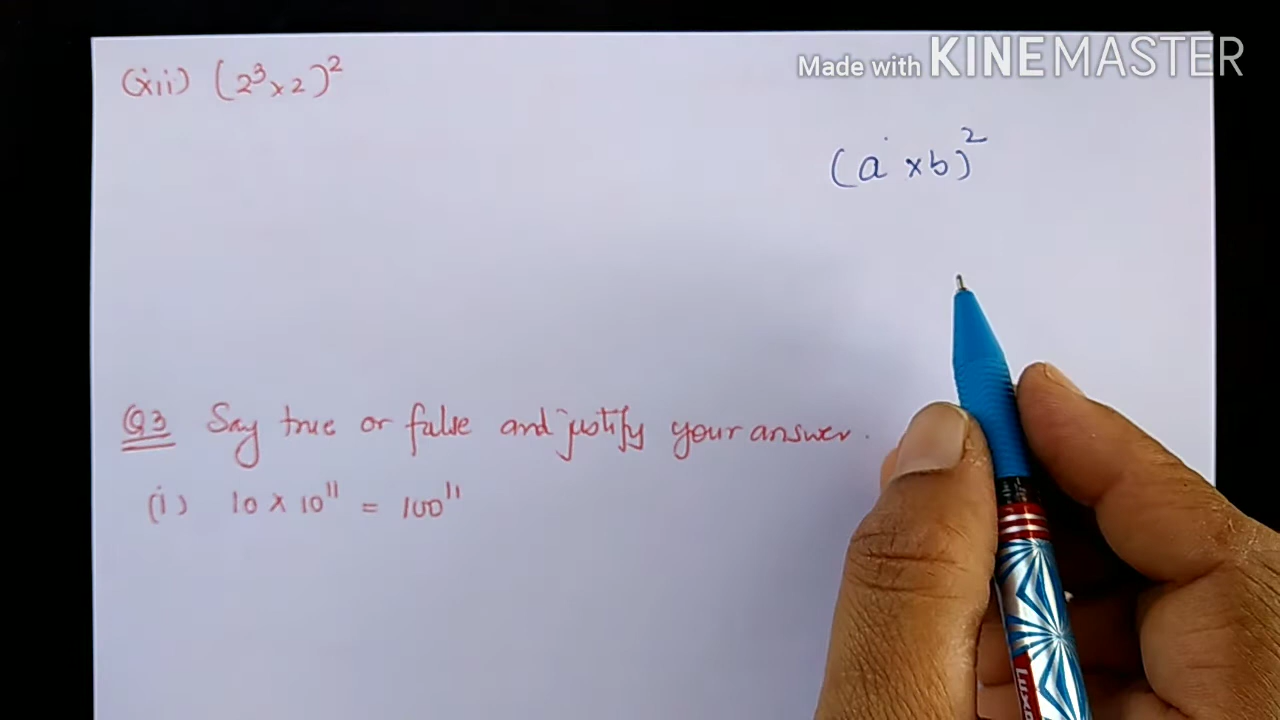 (xii) (2³ × 2)²
Made with KINEMASTER
(a × b)²
Q3 Say true or false and justify your answer.
(i) 10 × 10¹¹ = 100¹¹